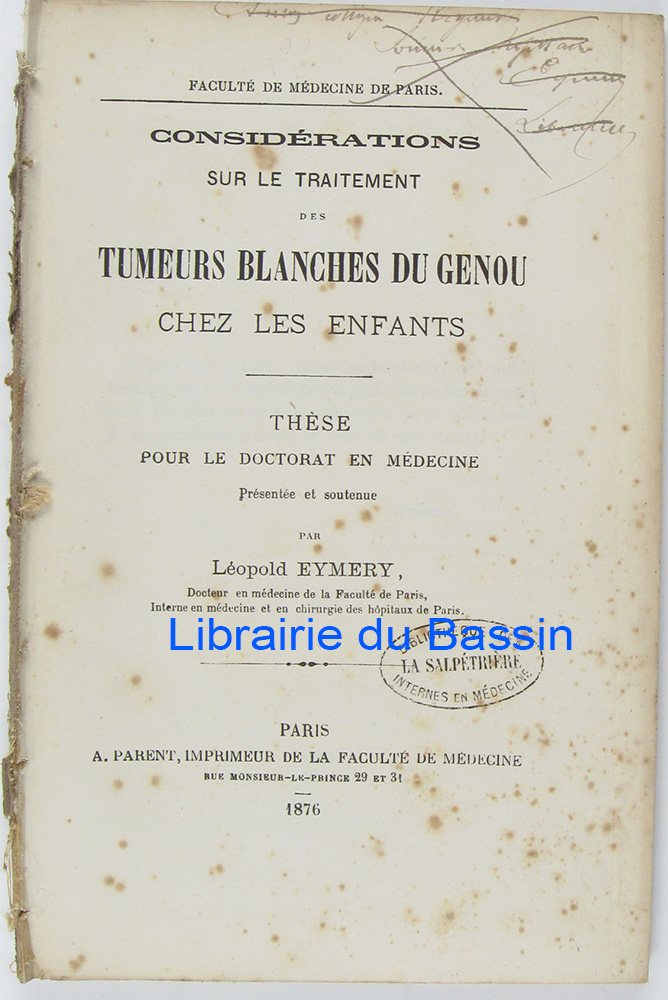 FACULTÉ DE MÉDECINE DE PARIS.
CONSIDÉRATIONS
SUR LE TRAITEMENT
DES
TUMEURS BLANCHES DU GENOU
CHEZ LES ENFANTS
THÈSE
POUR LE DOCTORAT EN MÉDECINE
Présentée et soutenue
PAR
Léopold EYMERY,
Docteur en médecine de la Faculté de Paris,
Interne en médecine et en chirurgie des hôpitaux de Paris.
Librairie du Bassin
BIBLIOTHÈQUE
LA SALPÉTRIÈRE
INTERNES EN MÉDECINE
PARIS
A. PARENT, IMPRIMEUR DE LA FACULTÉ DE MÉDECINE
RUE MONSIEUR-LE-PRINCE 29 ET 31
1876